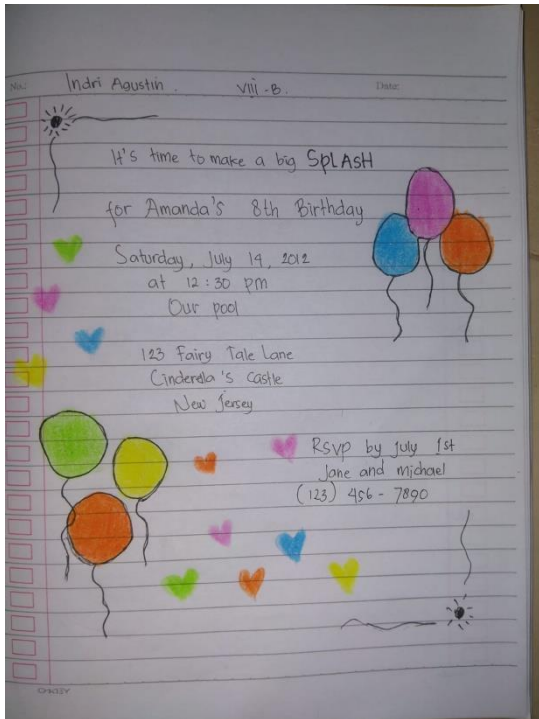 No:
Indri Agustin
VIII-B
Date:
It's time to make a big SpLASH
for Amanda's 8th Birthday
Saturday, July 14, 2012
at 12:30 pm
Our pool
123 Fairy Tale Lane
Cinderella's Castle
New Jersey
RSVP by July 1st
Jane and Michael
(123) 456-7890